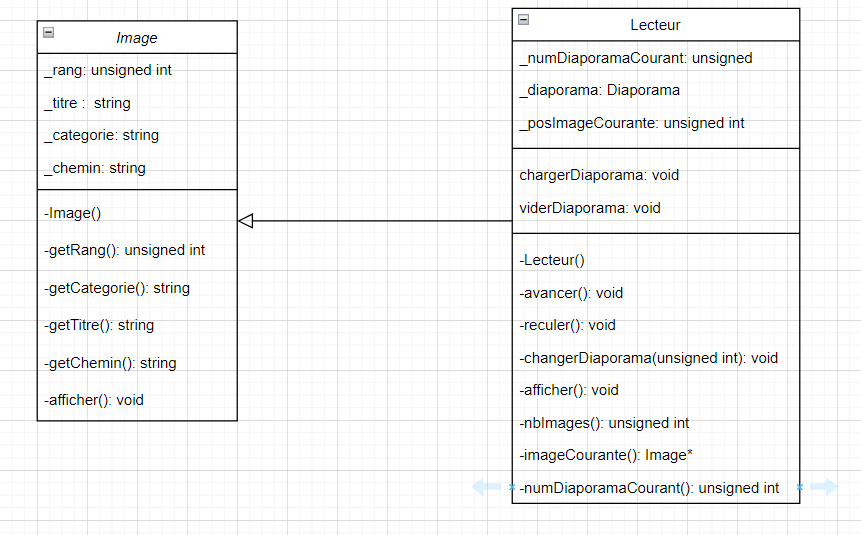 Image
_rang: unsigned int
_titre :  string
_categorie: string
_chemin: string
-Image()
-getRang(): unsigned int
-getCategorie(): string
-getTitre(): string
-getChemin(): string
-afficher(): void
Lecteur
_numDiaporamaCourant: unsigned
_diaporama: Diaporama
_posImageCourante: unsigned int
chargerDiaporama: void
viderDiaporama: void
-Lecteur()
-avancer(): void
-reculer(): void
-changerDiaporama(unsigned int): void
-afficher(): void
-nbImages(): unsigned int
-imageCourante(): Image*
-numDiaporamaCourant(): unsigned int